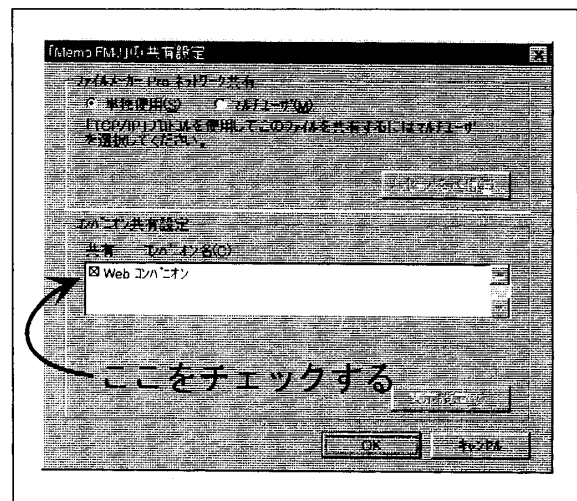 「Memo.FMJ」の共有設定
ファイルメーカー Pro ネットワーク共有
単独使用(S) マルチユーザ(M)
「TCP/IP」プロトコルを使用してこのファイルを共有するにはマルチユーザ
を選択してください。
コンパニオン共有設定
共有 コンパニオン名(C)
Web コンパニオン
ここをチェックする
OK キャンセル